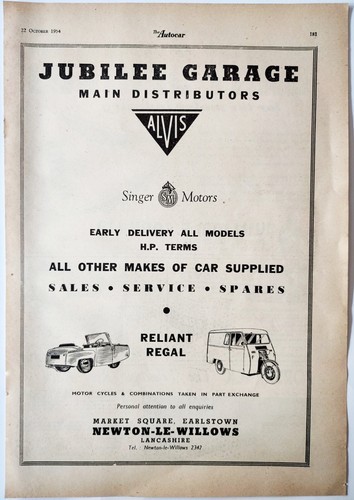 22 OCTOBER 1954
The Autocar
JUBILEE GARAGE
MAIN DISTRIBUTORS
ALVIS
Singer SM Motors
EARLY DELIVERY ALL MODELS
H.P. TERMS
ALL OTHER MAKES OF CAR SUPPLIED
SALES • SERVICE • SPARES
RELIANT
REGAL
MOTOR CYCLES & COMBINATIONS TAKEN IN PART EXCHANGE
Personal attention to all enquiries
MARKET SQUARE, EARLSTOWN
NEWTON-LE-WILLOWS
LANCASHIRE
Tel. Newton-le-Willows 2347